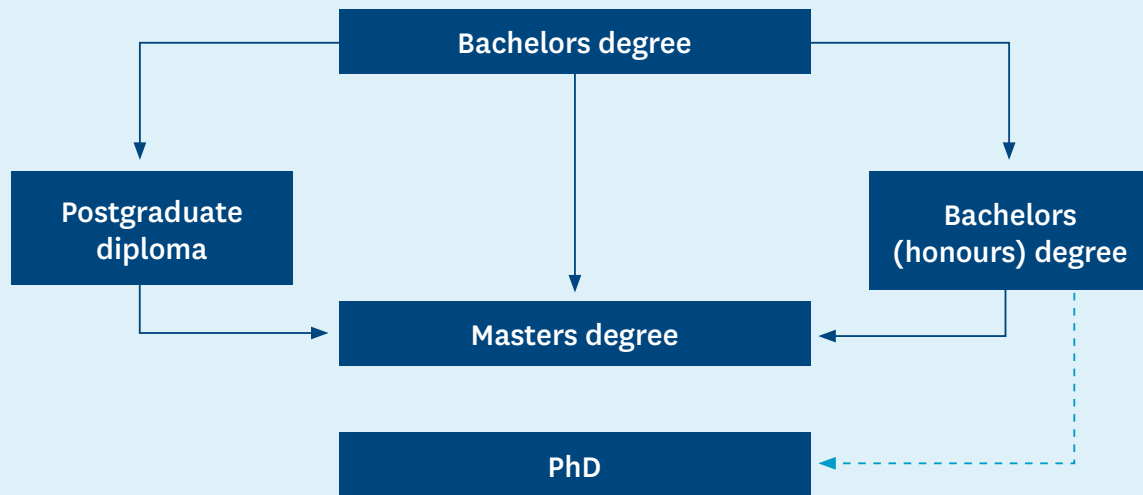 Bachelors degree
Postgraduate
diploma
Bachelors
(honours) degree
Masters degree
PhD